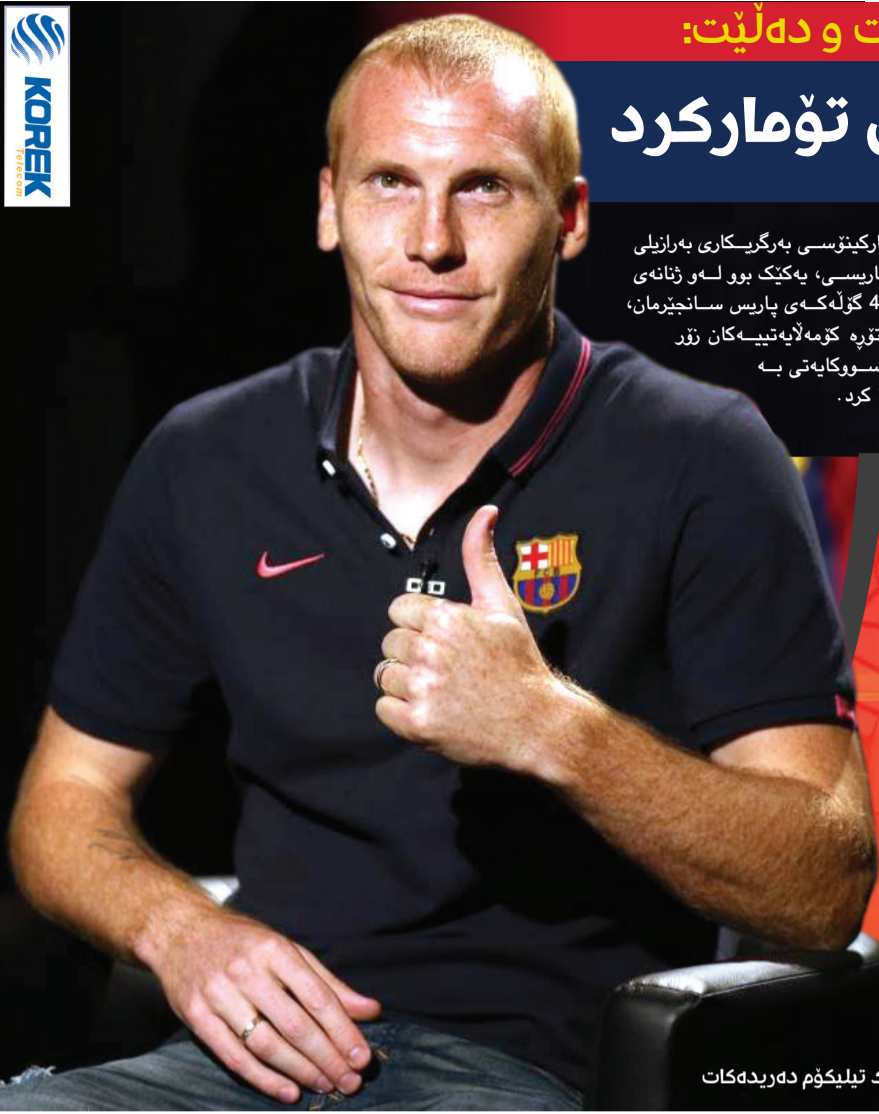 ت و دەڵێت:
ی تۆمارکرد
KOREK
Telecom
ارکینۆسی بەرگریکاری بەرازیلی
اریسی، یەکێک بوو لەو ژنانەی
4 گۆڵەکەی پاریس سانجێرمان،
تۆڕە کۆمەڵایەتییەکان زۆر
سووکایەتی بە
کرد.
FCB
ک تیلیکۆم دەریدەکات